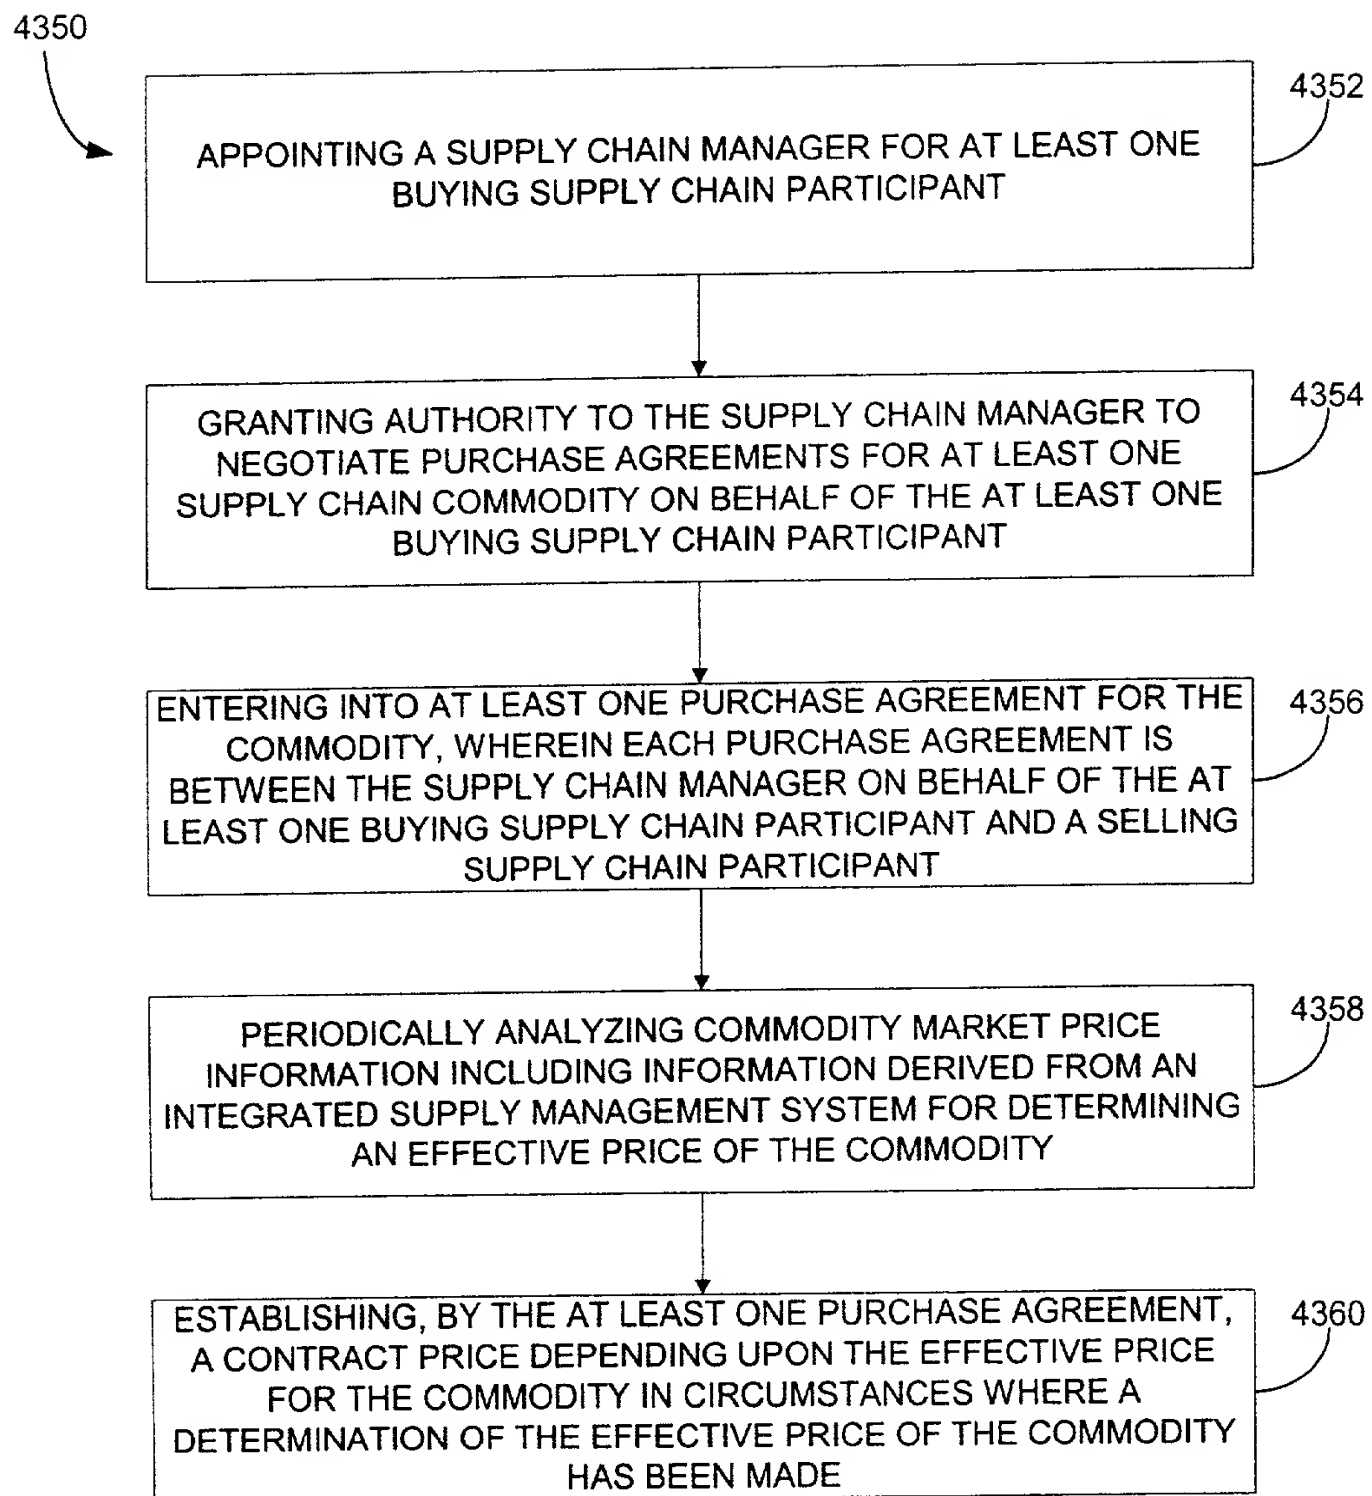 4350
4352
APPOINTING A SUPPLY CHAIN MANAGER FOR AT LEAST ONE
BUYING SUPPLY CHAIN PARTICIPANT
4354
GRANTING AUTHORITY TO THE SUPPLY CHAIN MANAGER TO
NEGOTIATE PURCHASE AGREEMENTS FOR AT LEAST ONE
SUPPLY CHAIN COMMODITY ON BEHALF OF THE AT LEAST ONE
BUYING SUPPLY CHAIN PARTICIPANT
4356
ENTERING INTO AT LEAST ONE PURCHASE AGREEMENT FOR THE
COMMODITY, WHEREIN EACH PURCHASE AGREEMENT IS
BETWEEN THE SUPPLY CHAIN MANAGER ON BEHALF OF THE AT
LEAST ONE BUYING SUPPLY CHAIN PARTICIPANT AND A SELLING
SUPPLY CHAIN PARTICIPANT
4358
PERIODICALLY ANALYZING COMMODITY MARKET PRICE
INFORMATION INCLUDING INFORMATION DERIVED FROM AN
INTEGRATED SUPPLY MANAGEMENT SYSTEM FOR DETERMINING
AN EFFECTIVE PRICE OF THE COMMODITY
4360
ESTABLISHING, BY THE AT LEAST ONE PURCHASE AGREEMENT,
A CONTRACT PRICE DEPENDING UPON THE EFFECTIVE PRICE
FOR THE COMMODITY IN CIRCUMSTANCES WHERE A
DETERMINATION OF THE EFFECTIVE PRICE OF THE COMMODITY
HAS BEEN MADE